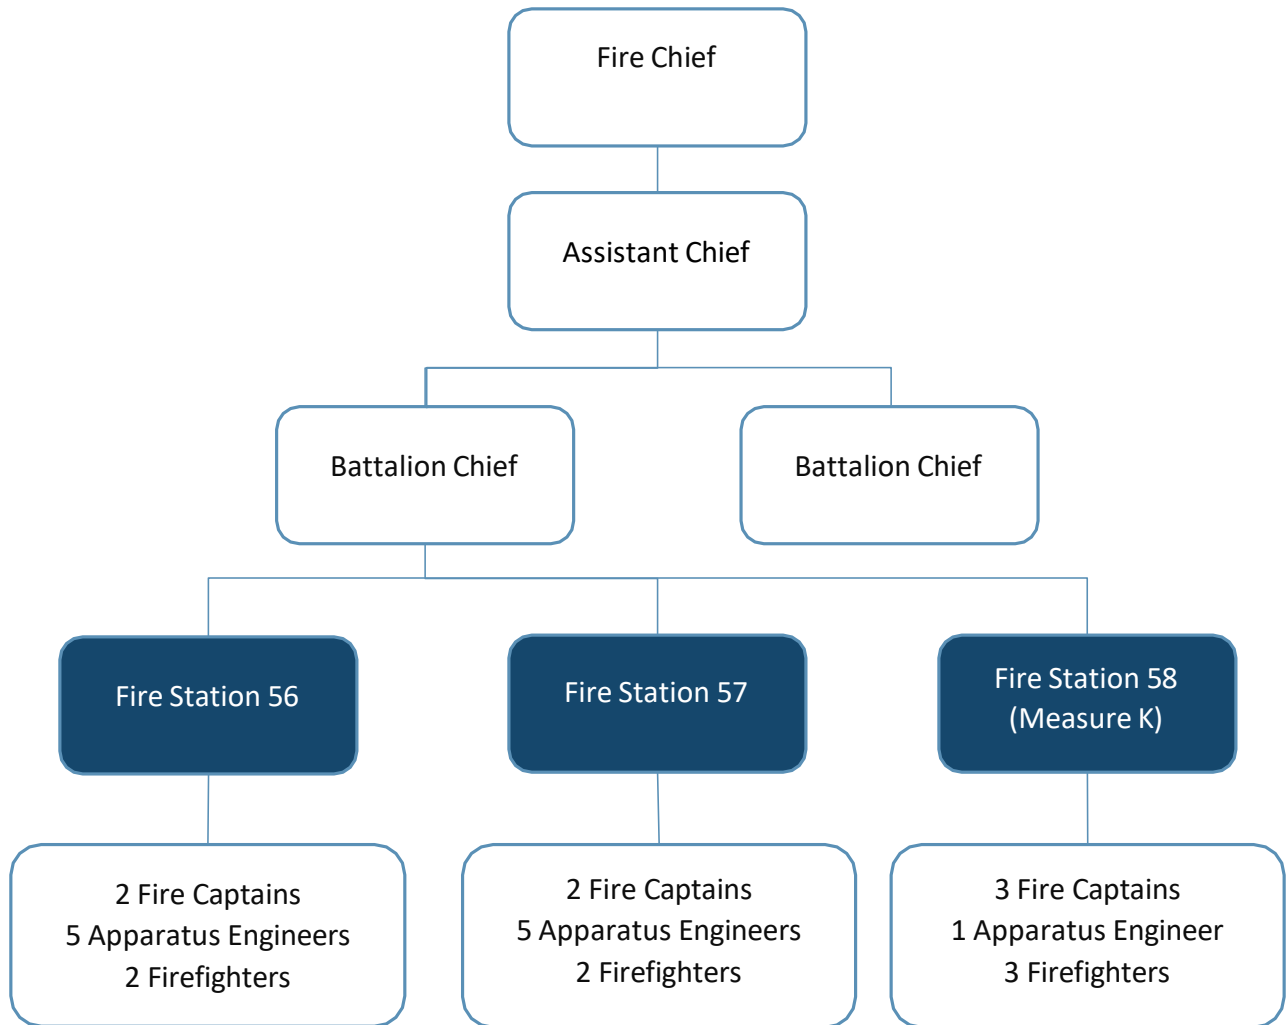 Fire Chief
Assistant Chief
Battalion Chief
Battalion Chief
Fire Station 56
Fire Station 57
Fire Station 58
(Measure K)
2 Fire Captains
5 Apparatus Engineers
2 Firefighters
2 Fire Captains
5 Apparatus Engineers
2 Firefighters
3 Fire Captains
1 Apparatus Engineer
3 Firefighters